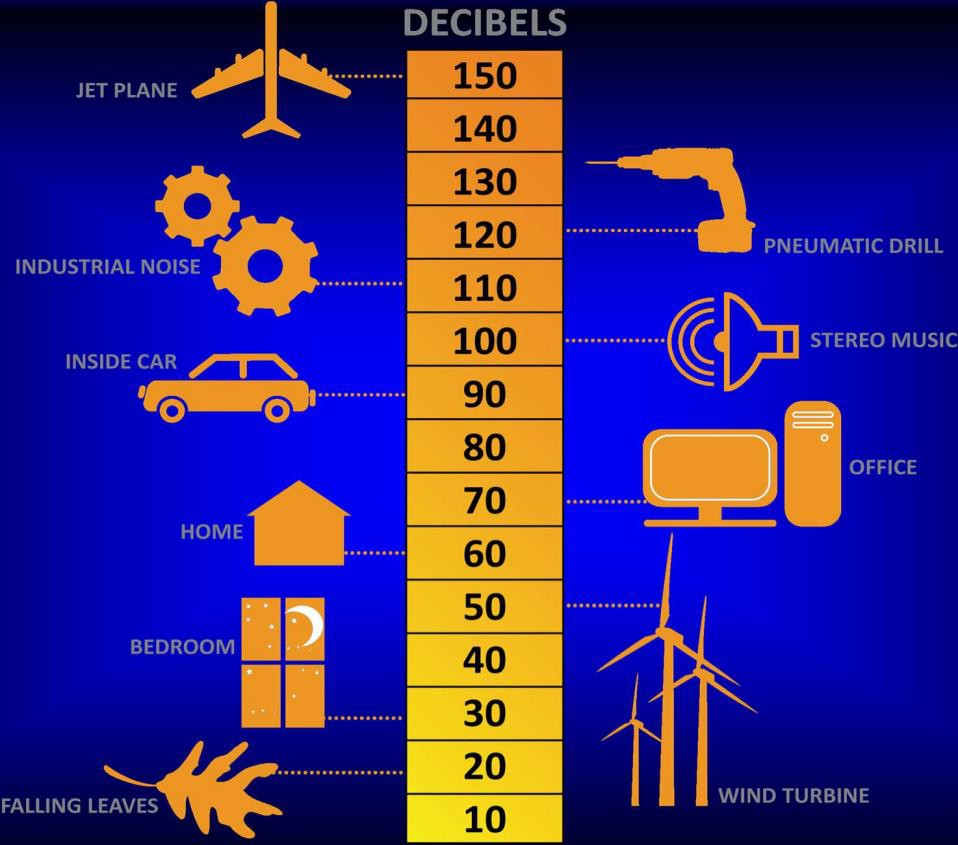 DECIBELS
JET PLANE
150
140
130
120
PNEUMATIC DRILL
INDUSTRIAL NOISE
110
100
STEREO MUSIC
INSIDE CAR
90
80
OFFICE
70
HOME
60
50
BEDROOM
40
30
20
WIND TURBINE
FALLING LEAVES
10